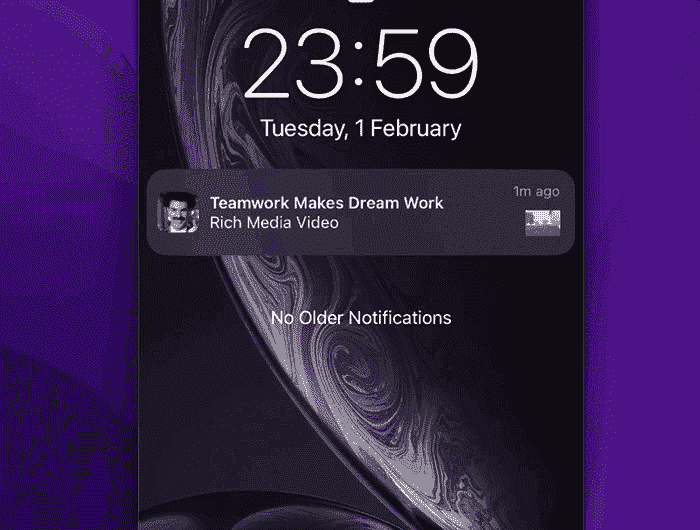 23:59
Tuesday, 1 February
1m ago
Teamwork Makes Dream Work
Rich Media Video
No Older Notifications